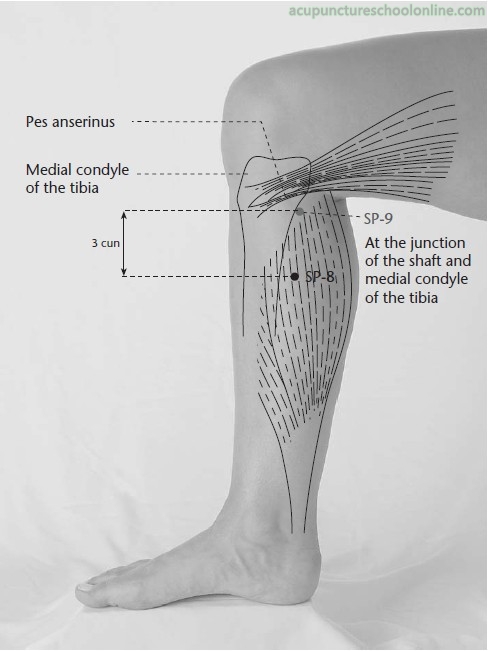 acupunctureschoolonline.com
Pes anserinus
Medial condyle
of the tibia
SP-9
3 cun
At the junction
of the shaft and
medial condyle
of the tibia
SP-8